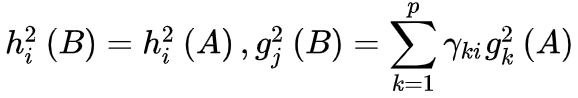 $h_i^2(B) = h_i^2(A), g_j^2(B) = \sum_{k=1}^{p} \gamma_{ki} g_k^2(A)$